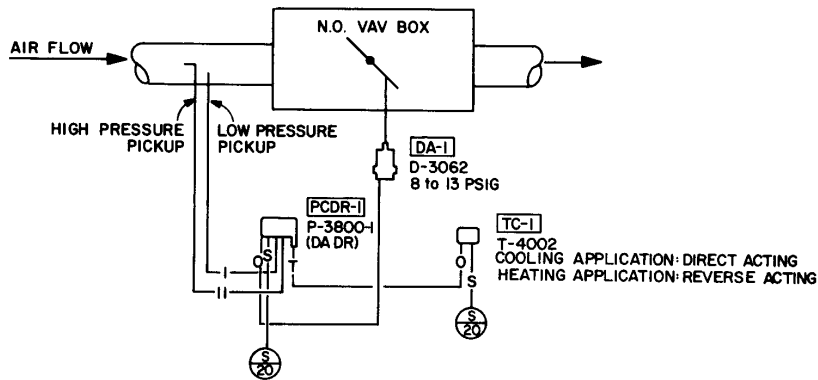 N.O. VAV BOX
AIR FLOW
HIGH PRESSURE
PICKUP
LOW PRESSURE
PICKUP
DA-1
D-3062
8 to 13 PSIG
PCDR-1
P-3800-1
(DA DR)
TC-1
T-4002
COOLING APPLICATION: DIRECT ACTING
HEATING APPLICATION: REVERSE ACTING
O
S
T
I
II
O
S
S
20
S
20